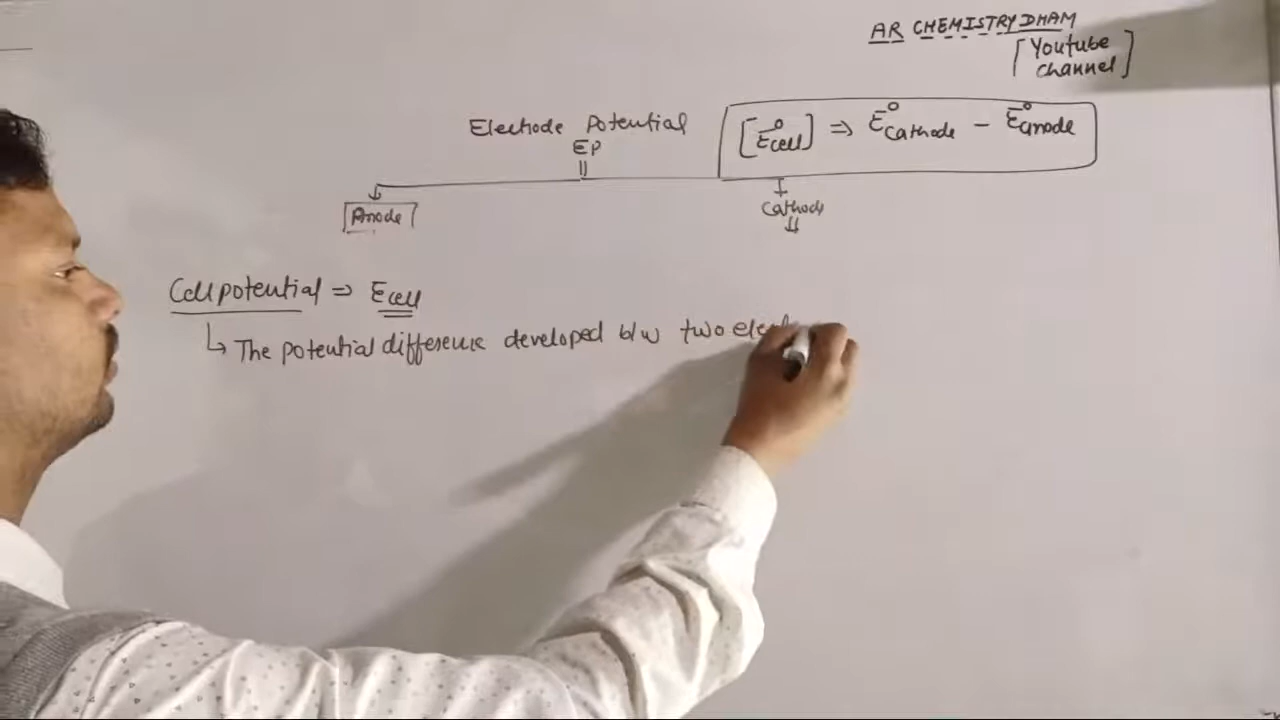 AR CHEMISTRY DHAM
[Youtube
channel]
Electrode Potential
EP
[E°cell] ⇒ E°Cathode - E°anode
Anode
Cathode
Cell potential ⇒ Ecell
↳ The potential difference developed b/w two elect